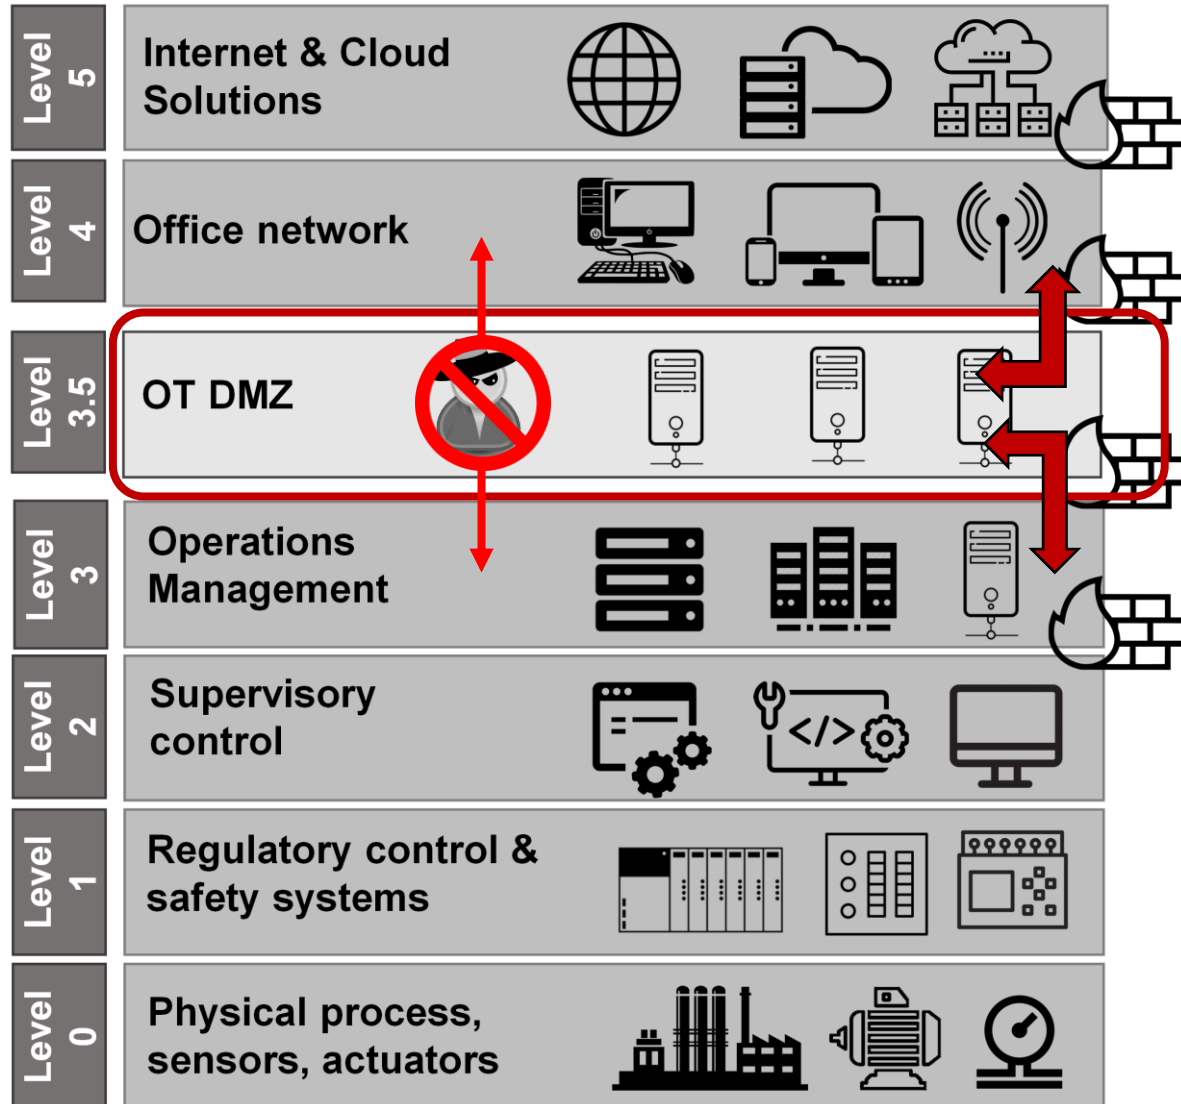 Level
5
Internet & Cloud
Solutions
Level
4
Office network
Level
3.5
OT DMZ
Level
3
Operations
Management
Level
2
Supervisory
control
</>
Level
1
Regulatory control &
safety systems
Level
0
Physical process,
sensors, actuators